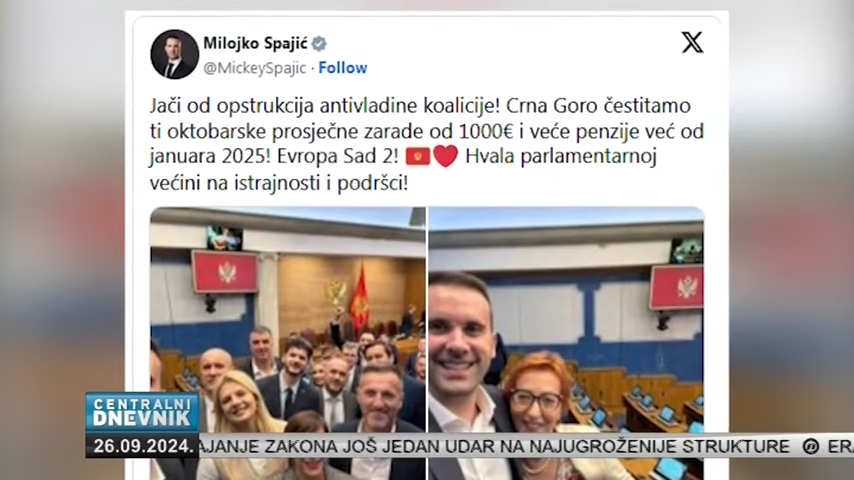 Milojko Spajić
@MickeySpajic · Follow
Jači od opstrukcija antivladine koalicije! Crna Goro čestitamo
ti oktobarske prosječne zarade od 1000€ i veće penzije već od
januara 2025! Evropa Sad 2! 🇲🇪❤️ Hvala parlamentarnoj
većini na istrajnosti i podršci!
CENTRALNI
DNEVNIK
26.09.2024.
AJANJE ZAKONA JOŠ JEDAN UDAR NA NAJUGROŽENIJE STRUKTURE